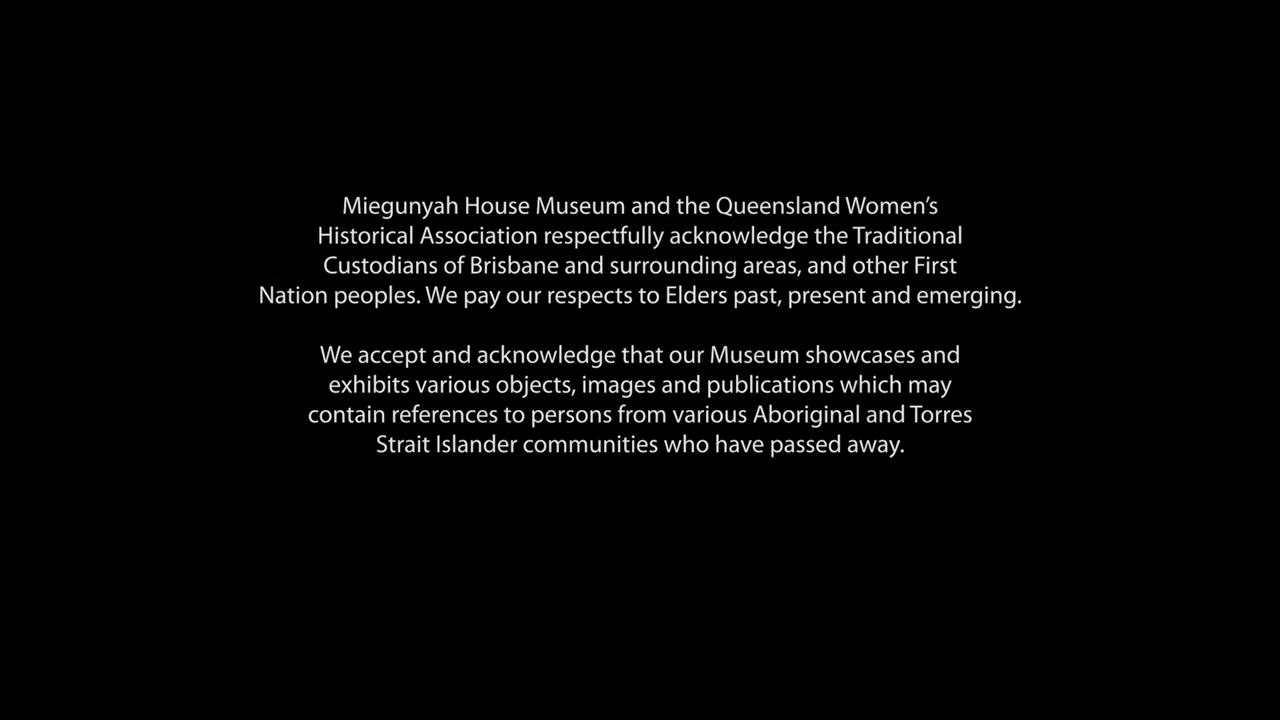 Miegunyah House Museum and the Queensland Women’s
Historical Association respectfully acknowledge the Traditional
Custodians of Brisbane and surrounding areas, and other First
Nation peoples. We pay our respects to Elders past, present and emerging.
We accept and acknowledge that our Museum showcases and
exhibits various objects, images and publications which may
contain references to persons from various Aboriginal and Torres
Strait Islander communities who have passed away.